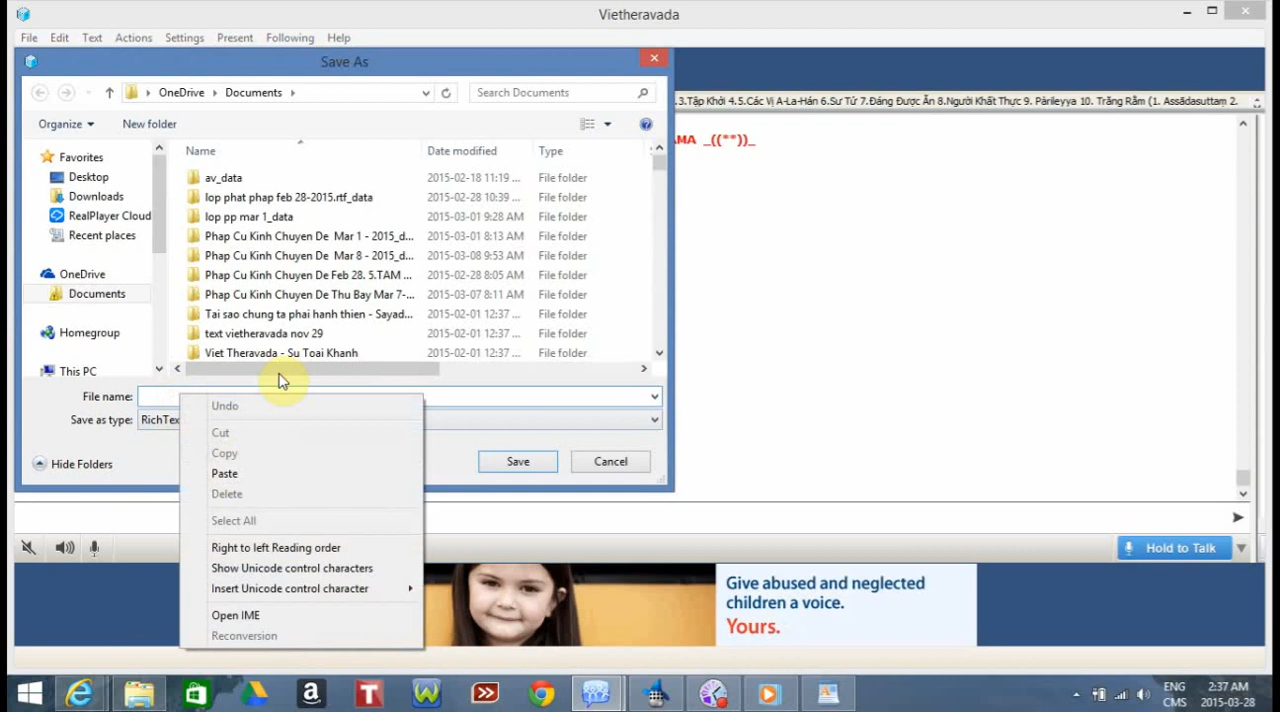 Vietheravada
File Edit Text Actions Settings Present Following Help
Save As
OneDrive Documents
Search Documents
.3.Tập Khởi 4.5.Các Vị A-La-Hán 6.Sư Tử 7.Đáng Được Ăn 8.Người Khất Thực 9. Pàrileyya 10. Trăng Rằm (1. Assādasuttaṃ 2.
Organize New folder
MA _((**))_
Name Date modified Type
Favorites
Desktop
Downloads
RealPlayer Cloud
Recent places
OneDrive
Documents
Homegroup
This PC
av_data 2015-02-18 11:19 ... File folder
lop phat phap feb 28-2015.rtf_data 2015-02-28 10:39 ... File folder
lop pp mar 1_data 2015-03-01 9:28 AM File folder
Phap Cu Kinh Chuyen De  Mar 1 - 2015_d... 2015-03-01 8:13 AM File folder
Phap Cu Kinh Chuyen De  Mar 8 - 2015_d... 2015-03-08 9:53 AM File folder
Phap Cu Kinh Chuyen De Feb 28. 5.TAM ... 2015-02-28 8:05 AM File folder
Phap Cu Kinh Chuyen De Thu Bay Mar 7-... 2015-03-07 8:11 AM File folder
Tai sao chung ta phai hanh thien - Sayad... 2015-02-01 12:37 ... File folder
text vietheravada nov 29 2015-02-01 12:37 ... File folder
Viet Theravada - Su Toai Khanh 2015-02-01 12:37 ... File folder
File name:
Save as type: RichTex
Hide Folders
Save Cancel
Undo
Cut
Copy
Paste
Delete
Select All
Right to left Reading order
Show Unicode control characters
Insert Unicode control character
Open IME
Reconversion
Hold to Talk
Give abused and neglected
children a voice.
Yours.
ENG
CMS
2:37 AM
2015-03-28